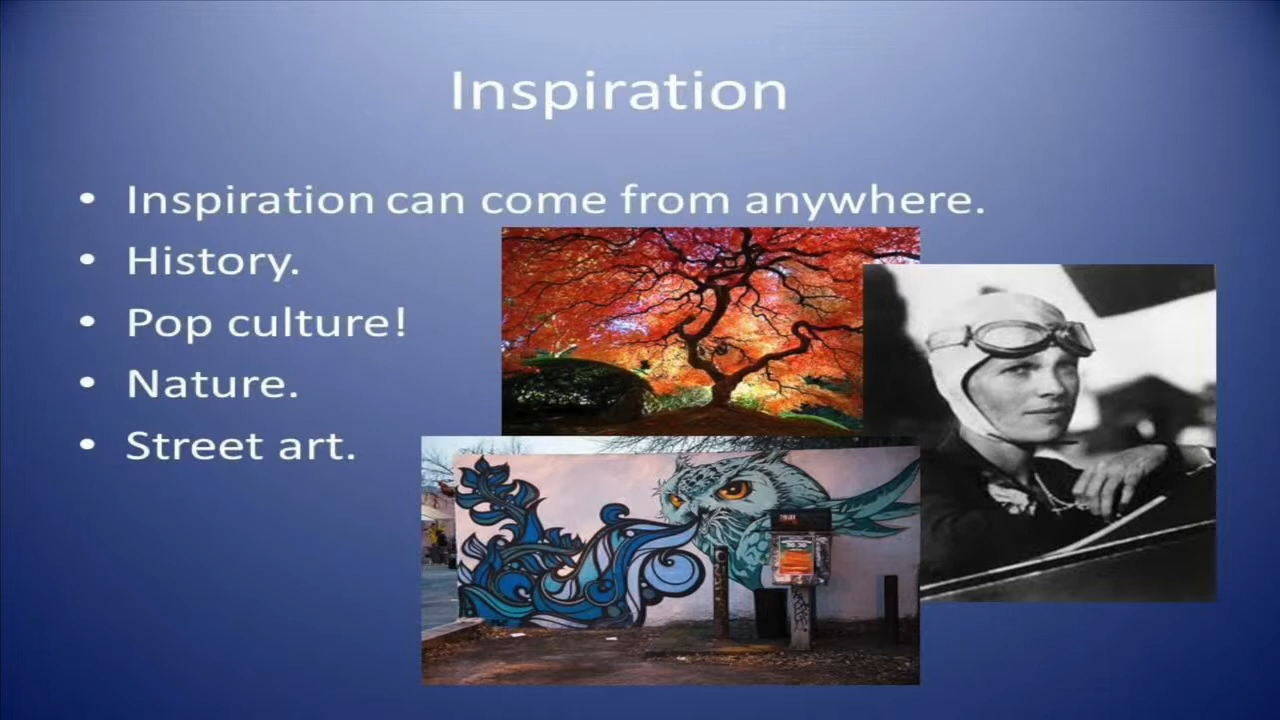 Inspiration
• Inspiration can come from anywhere.
• History.
• Pop culture!
• Nature.
• Street art.